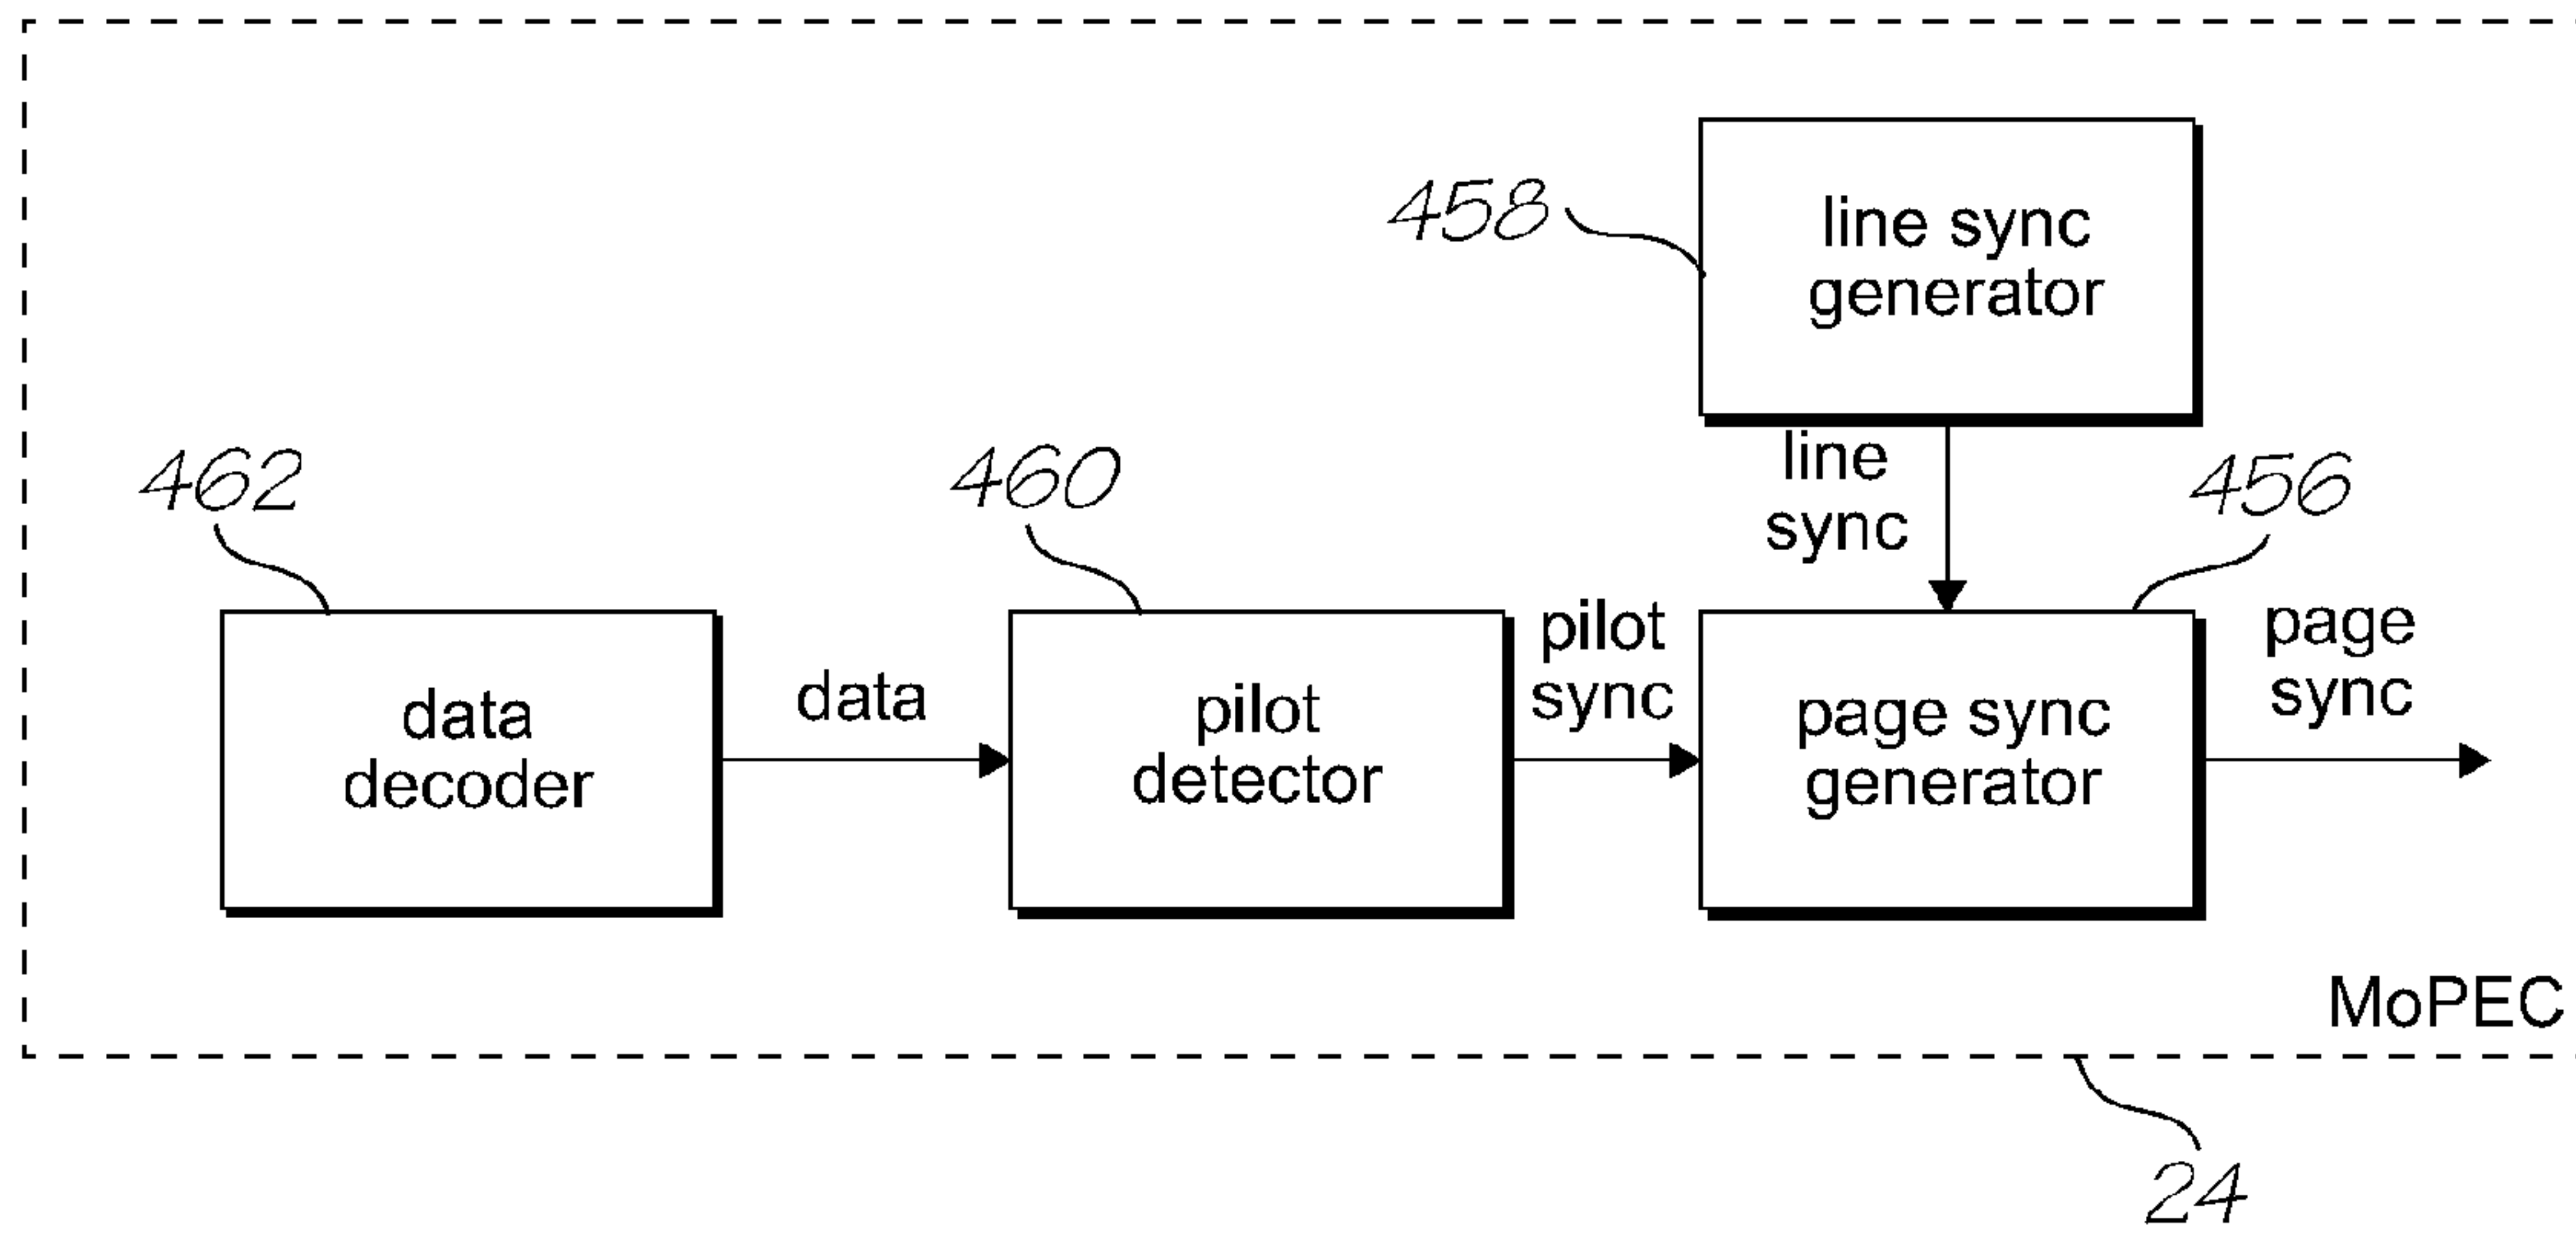 458
line sync
generator
line
sync
462
460
456
data
decoder
data
pilot
detector
pilot
sync
page sync
generator
page
sync
MoPEC
24